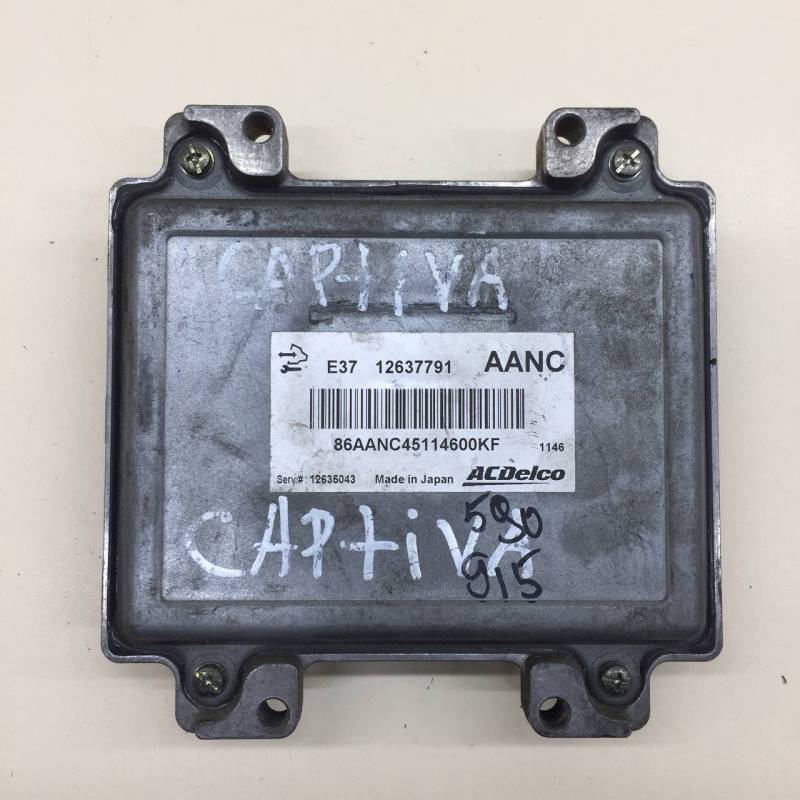 CAPtiVA
E37 12637791 AANC
86AANC45114600KF 1146
Serv.#: 12635043 Made in Japan ACDelco
CAPtiVA
590
915